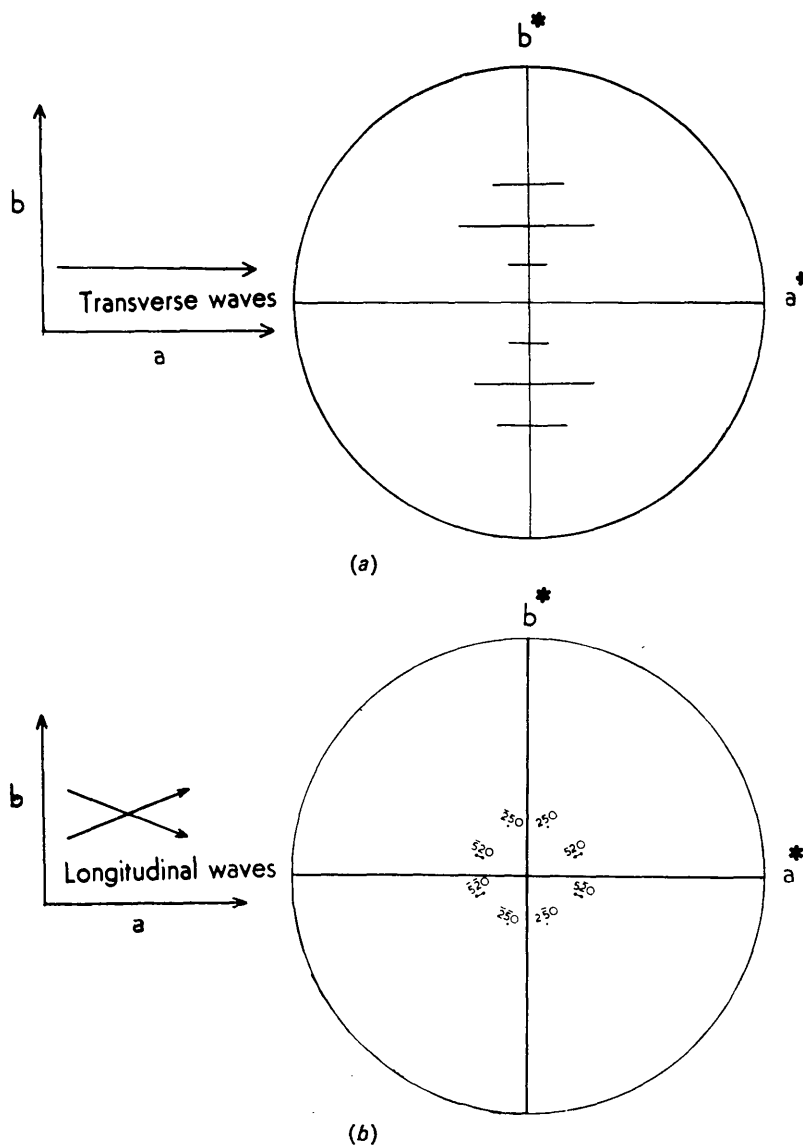 b*
b
a*
Transverse waves
a
(a)
b*
2̄50 250
b
5̄20 520
Longitudinal waves
a*
5̄2̄0 52̄0
a
2̄5̄0 25̄0
(b)